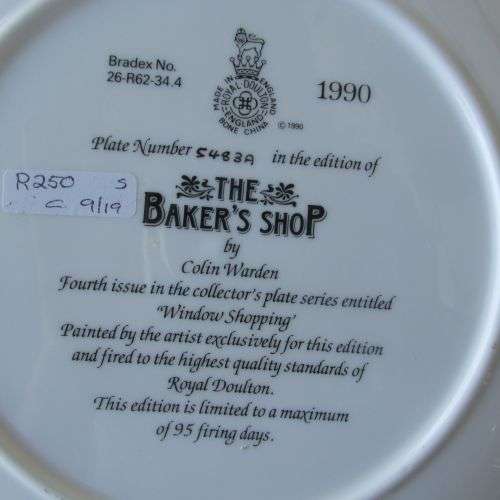 Bradex No.
26-R62-34.4
MADE IN ENGLAND
ROYAL DOULTON
ENGLAND
BONE CHINA
© 1990
1990
Plate Number 5483A in the edition of
THE
BAKER'S SHOP
by
Colin Warden
Fourth issue in the collector's plate series entitled
'Window Shopping'
Painted by the artist exclusively for this edition
and fired to the highest quality standards of
Royal Doulton.
This edition is limited to a maximum
of 95 firing days.
R250 S
C 9/19